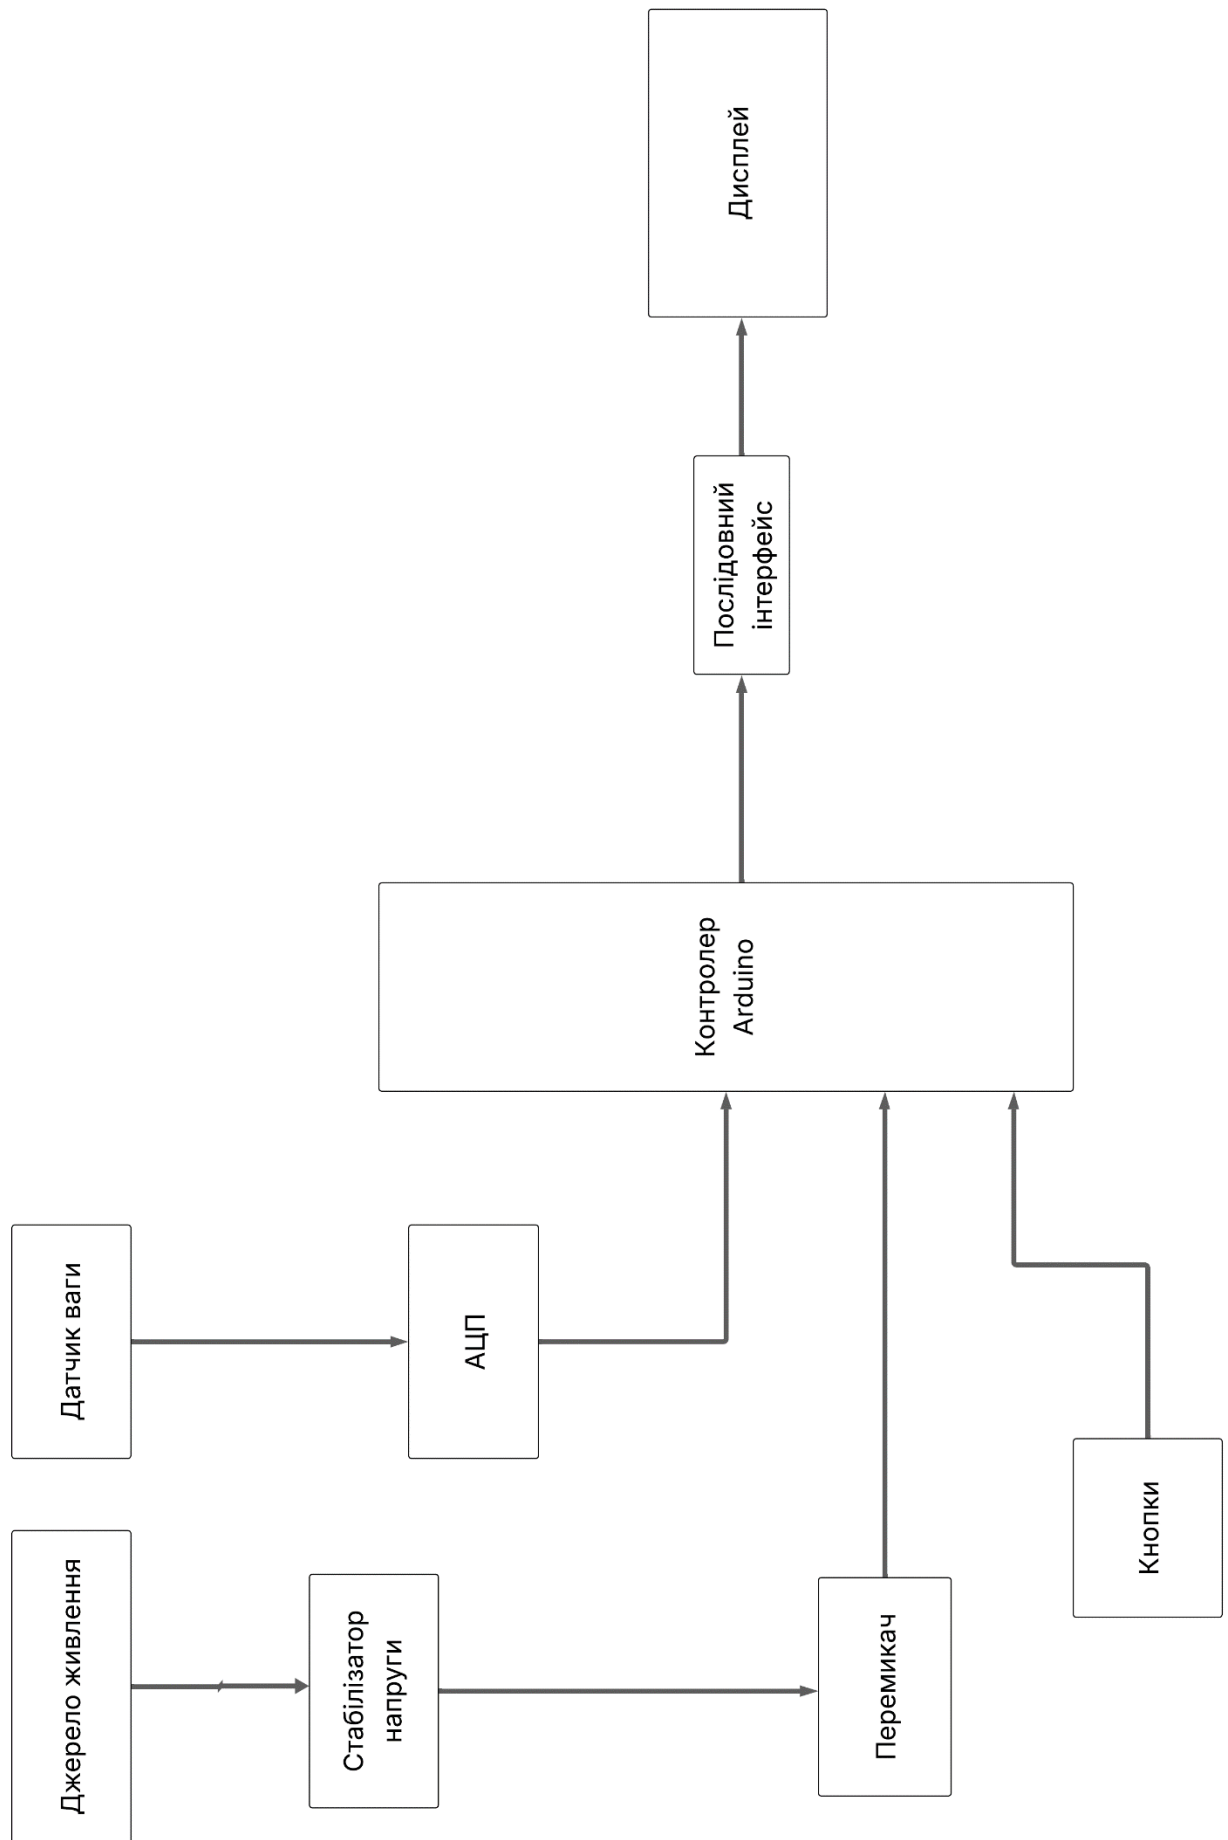 Джерело живлення
Датчик ваги
Стабілізатор
напруги
АЦП
Контролер
Arduino
Послідовний
інтерфейс
Дисплей
Перемикач
Кнопки